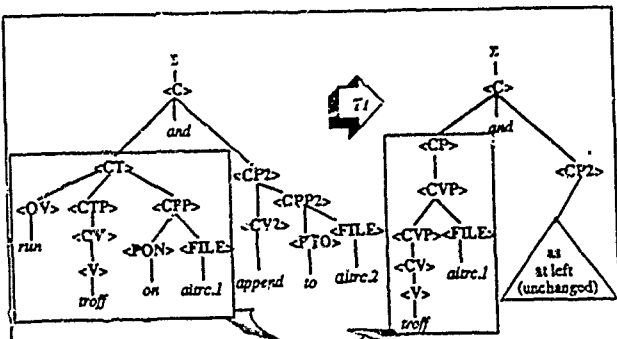 Σ Σ
<C> T1 <C>
and and
<CT> <CP>
<CP2> <CP2>
<OV> <CTP> <CPP> <CPP2> <CVP>
run <CV> <PON> <FILE> <CV2> <PTO> <FILE> <CVP> <FILE>
<V> <CV>
on append to <V>
troff troff
as
at left
(unchanged)